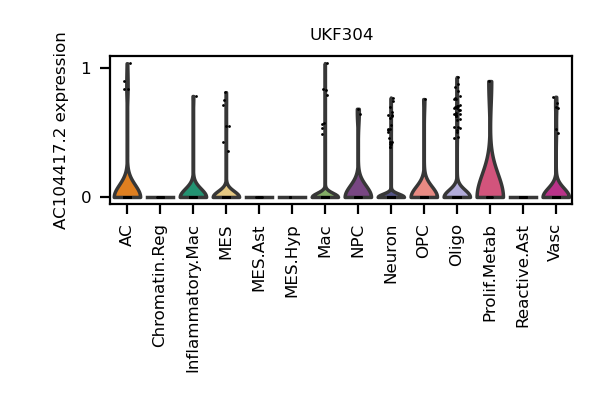 UKF304
AC104417.2 expression
1
0
AC
Chromatin.Reg
Inflammatory.Mac
MES
MES.Ast
MES.Hyp
Mac
NPC
Neuron
OPC
Oligo
Prolif.Metab
Reactive.Ast
Vasc